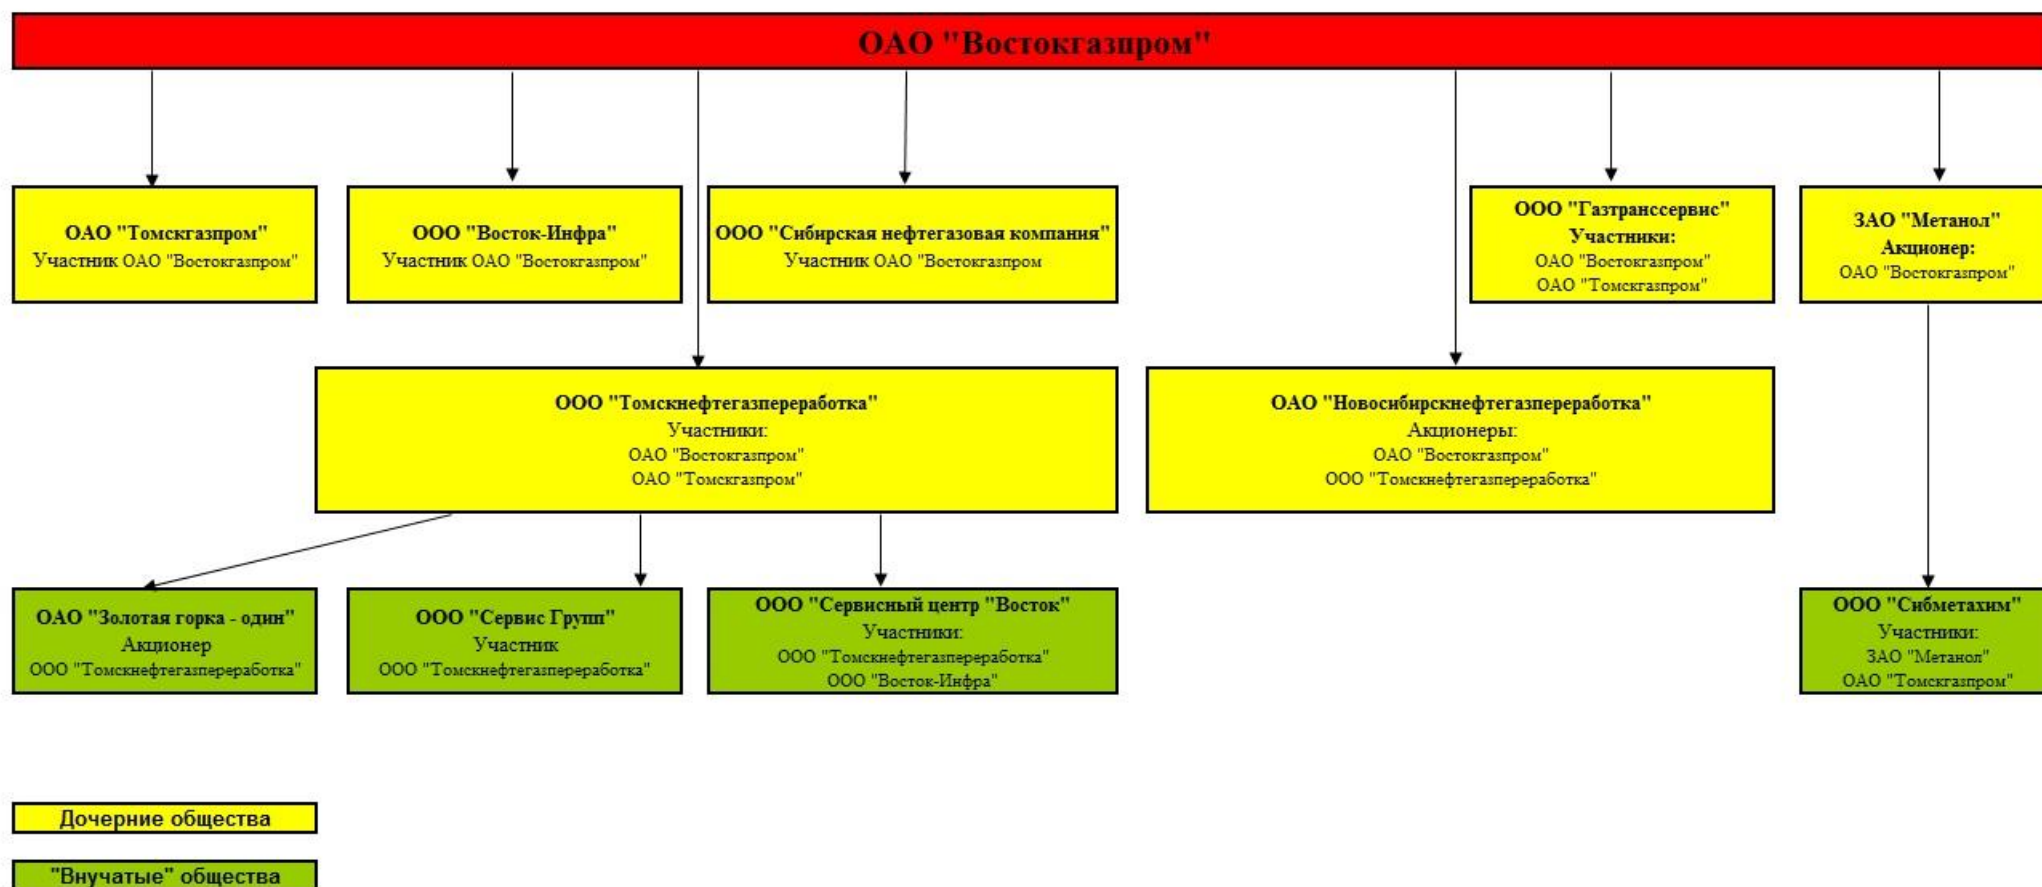 ОАО "Востокгазпром"
ОАО "Томскгазпром"
Участник ОАО "Востокгазпром"
ООО "Восток-Инфра"
Участник ОАО "Востокгазпром"
ООО "Сибирская нефтегазовая компания"
Участник ОАО "Востокгазпром
ООО "Газтранссервис"
Участники:
ОАО "Востокгазпром"
ОАО "Томскгазпром"
ЗАО "Метанол"
Акционер:
ОАО "Востокгазпром"
ООО "Томскнефтегазпереработка"
Участники:
ОАО "Востокгазпром"
ОАО "Томскгазпром"
ОАО "Новосибирскнефтегазпереработка"
Акционеры:
ОАО "Востокгазпром"
ООО "Томскнефтегазпереработка"
ОАО "Золотая горка - один"
Акционер
ООО "Томскнефтегазпереработка"
ООО "Сервис Групп"
Участник
ООО "Томскнефтегазпереработка"
ООО "Сервисный центр "Восток"
Участники:
ООО "Томскнефтегазпереработка"
ООО "Восток-Инфра"
ООО "Сибметахим"
Участники:
ЗАО "Метанол"
ОАО "Томскгазпром"
Дочерние общества
"Внучатые" общества